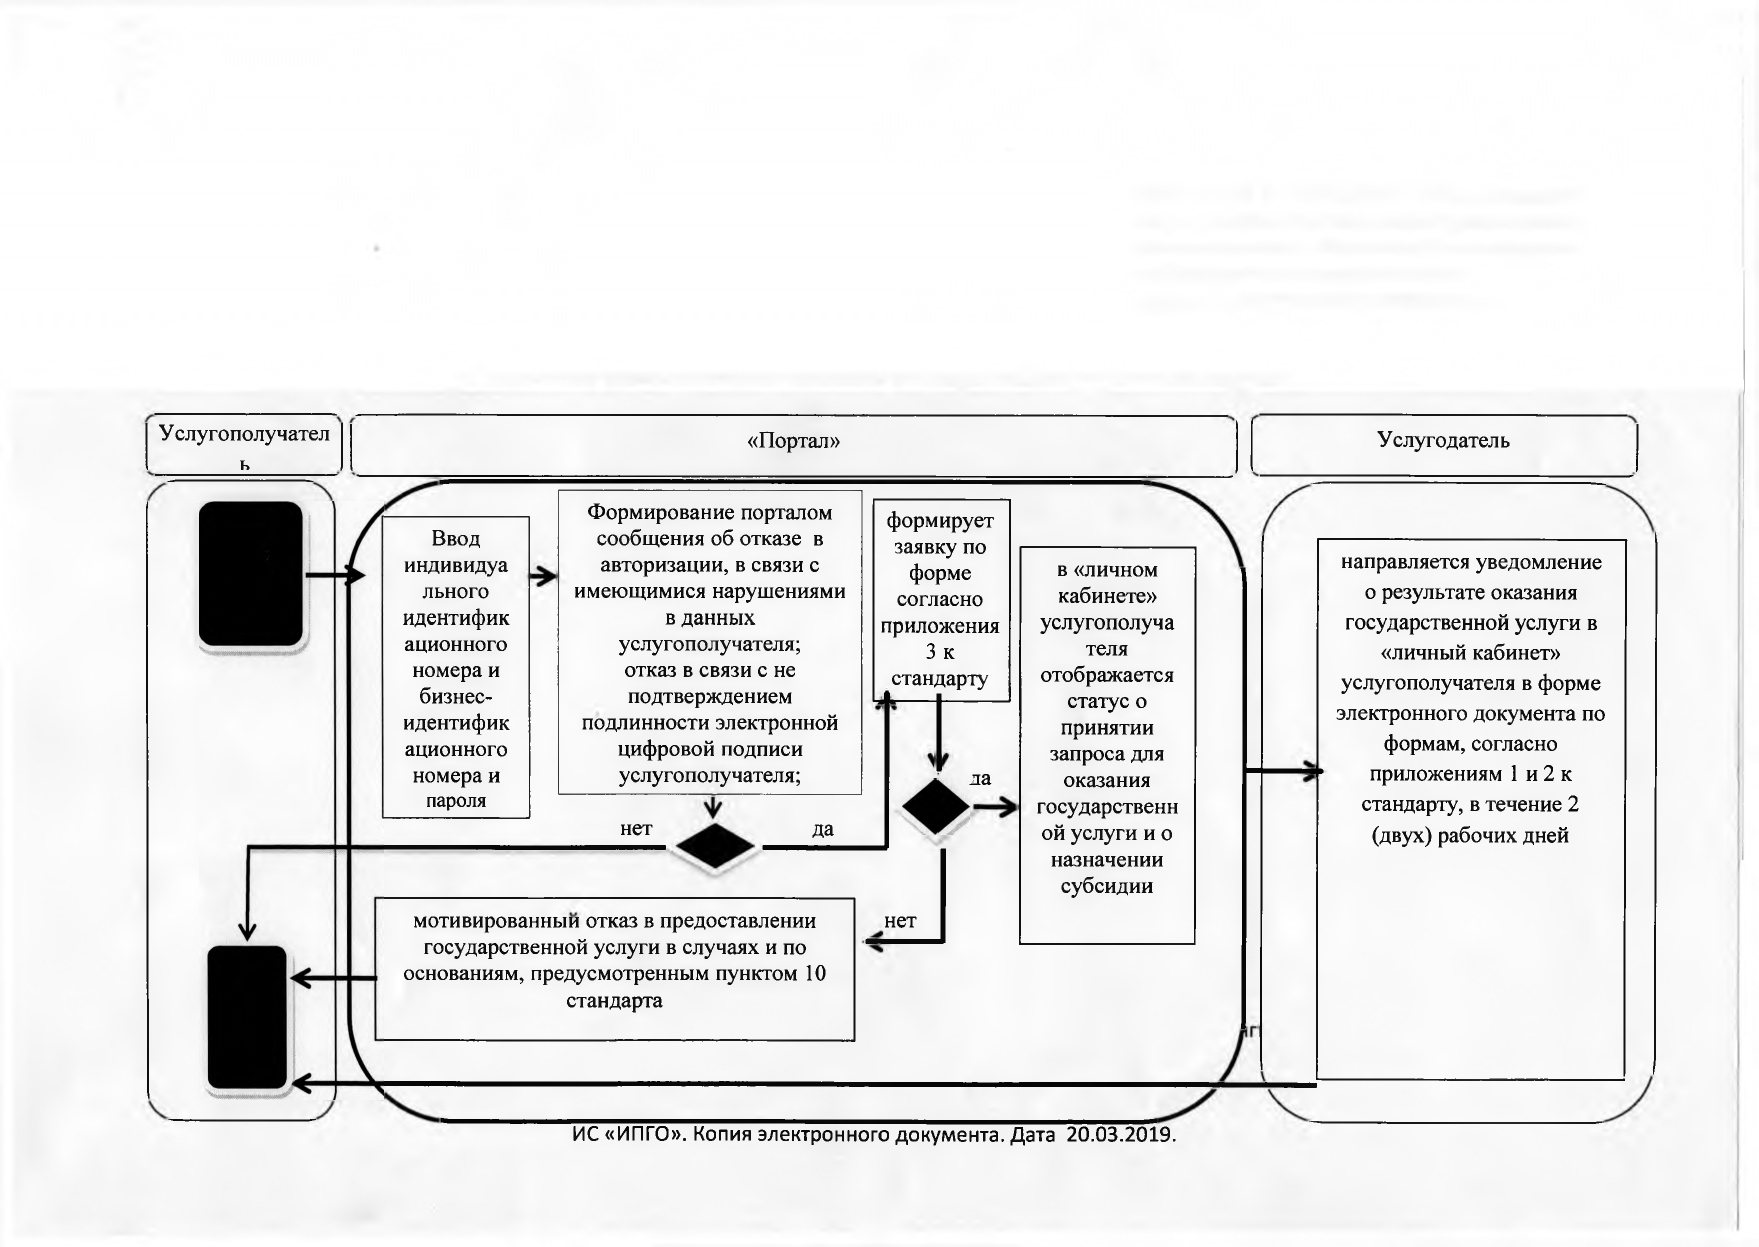 Услугополучател
ь
«Портал»
Услугодатель
Ввод
индивидуа
льного
идентифик
ационного
номера и
бизнес-
идентифик
ационного
номера и
пароля
Формирование порталом
сообщения об отказе в
авторизации, в связи с
имеющимися нарушениями
в данных
услугополучателя;
отказ в связи с не
подтверждением
подлинности электронной
цифровой подписи
услугополучателя;
формирует
заявку по
форме
согласно
приложения
3 к
стандарту
в «личном
кабинете»
услугополуча
теля
отображается
статус о
принятии
запроса для
оказания
государственн
ой услуги и о
назначении
субсидии
направляется уведомление
о результате оказания
государственной услуги в
«личный кабинет»
услугополучателя в форме
электронного документа по
формам, согласно
приложениям 1 и 2 к
стандарту, в течение 2
(двух) рабочих дней
да
нет
да
нет
мотивированный отказ в предоставлении
государственной услуги в случаях и по
основаниям, предусмотренным пунктом 10
стандарта
ИС «ИПГО». Копия электронного документа. Дата 20.03.2019.